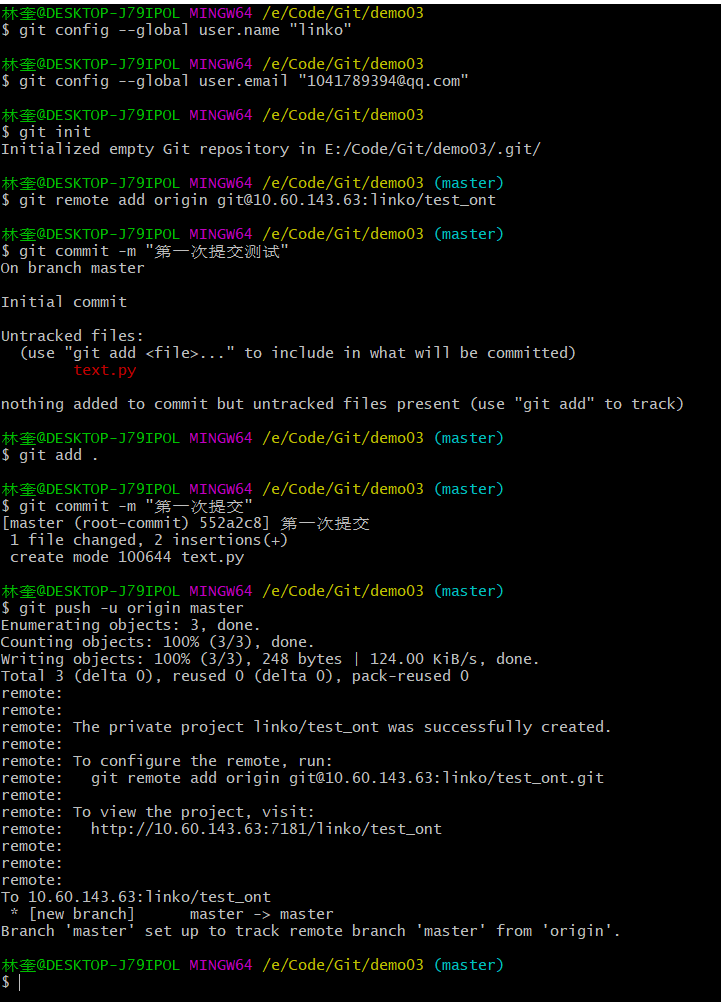 林奎@DESKTOP-J79IPOL MINGW64 /e/Code/Git/demo03
$ git config --global user.name "linko"
林奎@DESKTOP-J79IPOL MINGW64 /e/Code/Git/demo03
$ git config --global user.email "1041789394@qq.com"
林奎@DESKTOP-J79IPOL MINGW64 /e/Code/Git/demo03
$ git init
Initialized empty Git repository in E:/Code/Git/demo03/.git/
林奎@DESKTOP-J79IPOL MINGW64 /e/Code/Git/demo03 (master)
$ git remote add origin git@10.60.143.63:linko/test_ont
林奎@DESKTOP-J79IPOL MINGW64 /e/Code/Git/demo03 (master)
$ git commit -m "第一次提交测试"
On branch master
Initial commit
Untracked files:
  (use "git add <file>..." to include in what will be committed)
        text.py
nothing added to commit but untracked files present (use "git add" to track)
林奎@DESKTOP-J79IPOL MINGW64 /e/Code/Git/demo03 (master)
$ git add .
林奎@DESKTOP-J79IPOL MINGW64 /e/Code/Git/demo03 (master)
$ git commit -m "第一次提交"
[master (root-commit) 552a2c8] 第一次提交
 1 file changed, 2 insertions(+)
 create mode 100644 text.py
林奎@DESKTOP-J79IPOL MINGW64 /e/Code/Git/demo03 (master)
$ git push -u origin master
Enumerating objects: 3, done.
Counting objects: 100% (3/3), done.
Writing objects: 100% (3/3), 248 bytes | 124.00 KiB/s, done.
Total 3 (delta 0), reused 0 (delta 0), pack-reused 0
remote:
remote:
remote: The private project linko/test_ont was successfully created.
remote:
remote: To configure the remote, run:
remote:   git remote add origin git@10.60.143.63:linko/test_ont.git
remote:
remote: To view the project, visit:
remote:   http://10.60.143.63:7181/linko/test_ont
remote:
remote:
remote:
To 10.60.143.63:linko/test_ont
 * [new branch]      master -> master
Branch 'master' set up to track remote branch 'master' from 'origin'.
林奎@DESKTOP-J79IPOL MINGW64 /e/Code/Git/demo03 (master)
$